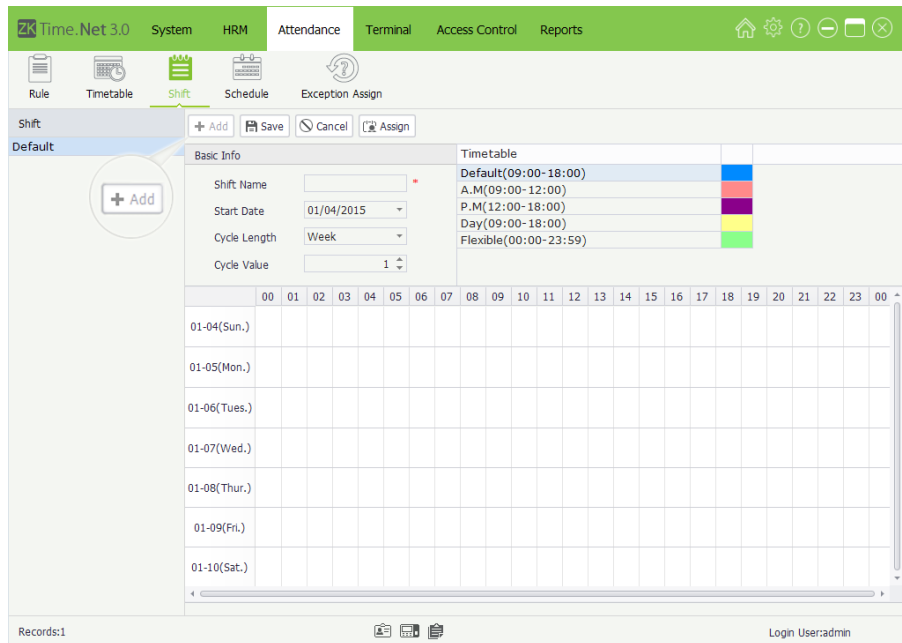 ZK Time.Net 3.0 System HRM Attendance Terminal Access Control Reports
Rule Timetable Shift Schedule Exception Assign
Shift
Default
+ Add Save Cancel Assign
+ Add
Basic Info
Shift Name *
Start Date 01/04/2015
Cycle Length Week
Cycle Value 1
Timetable
Default(09:00-18:00)
A.M(09:00-12:00)
P.M(12:00-18:00)
Day(09:00-18:00)
Flexible(00:00-23:59)
00 01 02 03 04 05 06 07 08 09 10 11 12 13 14 15 16 17 18 19 20 21 22 23 00
01-04(Sun.)
01-05(Mon.)
01-06(Tues.)
01-07(Wed.)
01-08(Thur.)
01-09(Fri.)
01-10(Sat.)
Records:1 Login User:admin